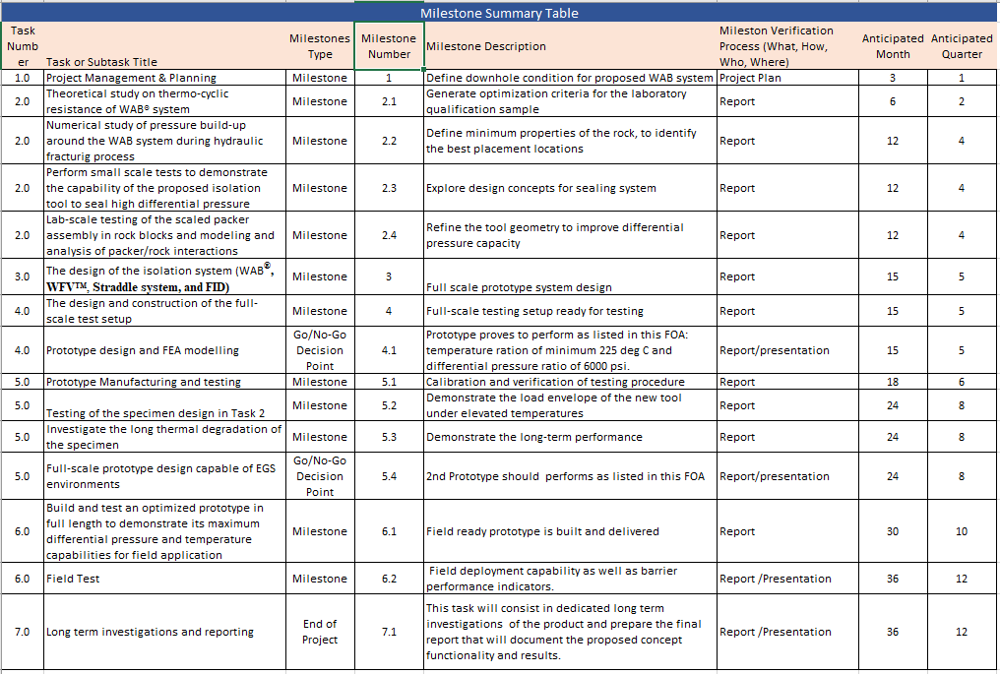 Milestone Summary Table
Task
Numb
er
Task or Subtask Title
Milestones
Type
Milestone
Number
Milestone Description
Mileston Verification
Process (What, How,
Who, Where)
Anticipated
Month
Anticipated
Quarter
1.0 Project Management & Planning Milestone 1 Define downhole condition for proposed WAB system Project Plan 3 1
2.0
Theoretical study on thermo-cyclic
resistance of WAB® system
Milestone
2.1
Generate optimization criteria for the laboratory
qualification sample
Report
6
2
2.0
Numerical study of pressure build-up
around the WAB system during hydraulic
fracturig process
Milestone
2.2
Define minimum properties of the rock, to identify
the best placement locations
Report
12
4
2.0
Perform small scale tests to demonstrate
the capability of the proposed isolation
tool to seal high differential pressure
Milestone
2.3
Explore design concepts for sealing system
Report
12
4
2.0
Lab-scale testing of the scaled packer
assembly in rock blocks and modeling and
analysis of packer/rock interactions
Milestone
2.4
Refine the tool geometry to improve differential
pressure capacity
Report
12
4
3.0
The design of the isolation system (WAB®,
WFV™, Straddle system, and FID)
Milestone
3
Full scale prototype system design
Report
15
5
4.0
The design and construction of the full-
scale test setup
Milestone
4
Full-scale testing setup ready for testing
Report
15
5
4.0
Prototype design and FEA modelling
Go/No-Go
Decision
Point
4.1
Prototype proves to perform as listed in this FOA:
temperature ration of minimum 225 deg C and
differential pressure ratio of 6000 psi.
Report/presentation
15
5
5.0 Prototype Manufacturing and testing Milestone 5.1 Calibration and verification of testing procedure Report 18 6
5.0
Testing of the specimen design in Task 2
Milestone
5.2
Demonstrate the load envelope of the new tool
under elevated temperatures
Report
24
8
5.0
Investigate the long thermal degradation of
the specimen
Milestone
5.3
Demonstrate the long-term performance
Report
24
8
5.0
Full-scale prototype design capable of EGS
environments
Go/No-Go
Decision
Point
5.4
2nd Prototype should performs as listed in this FOA
Report/presentation
24
8
6.0
Build and test an optimized prototype in
full length to demonstrate its maximum
differential pressure and temperature
capabilities for field application
Milestone
6.1
Field ready prototype is built and delivered
Report
30
10
6.0
Field Test
Milestone
6.2
Field deployment capability as well as barrier
performance indicators.
Report /Presentation
36
12
7.0
Long term investigations and reporting
End of
Project
7.1
This task will consist in dedicated long term
investigations of the product and prepare the final
report that will document the proposed concept
functionality and results.
Report /Presentation
36
12